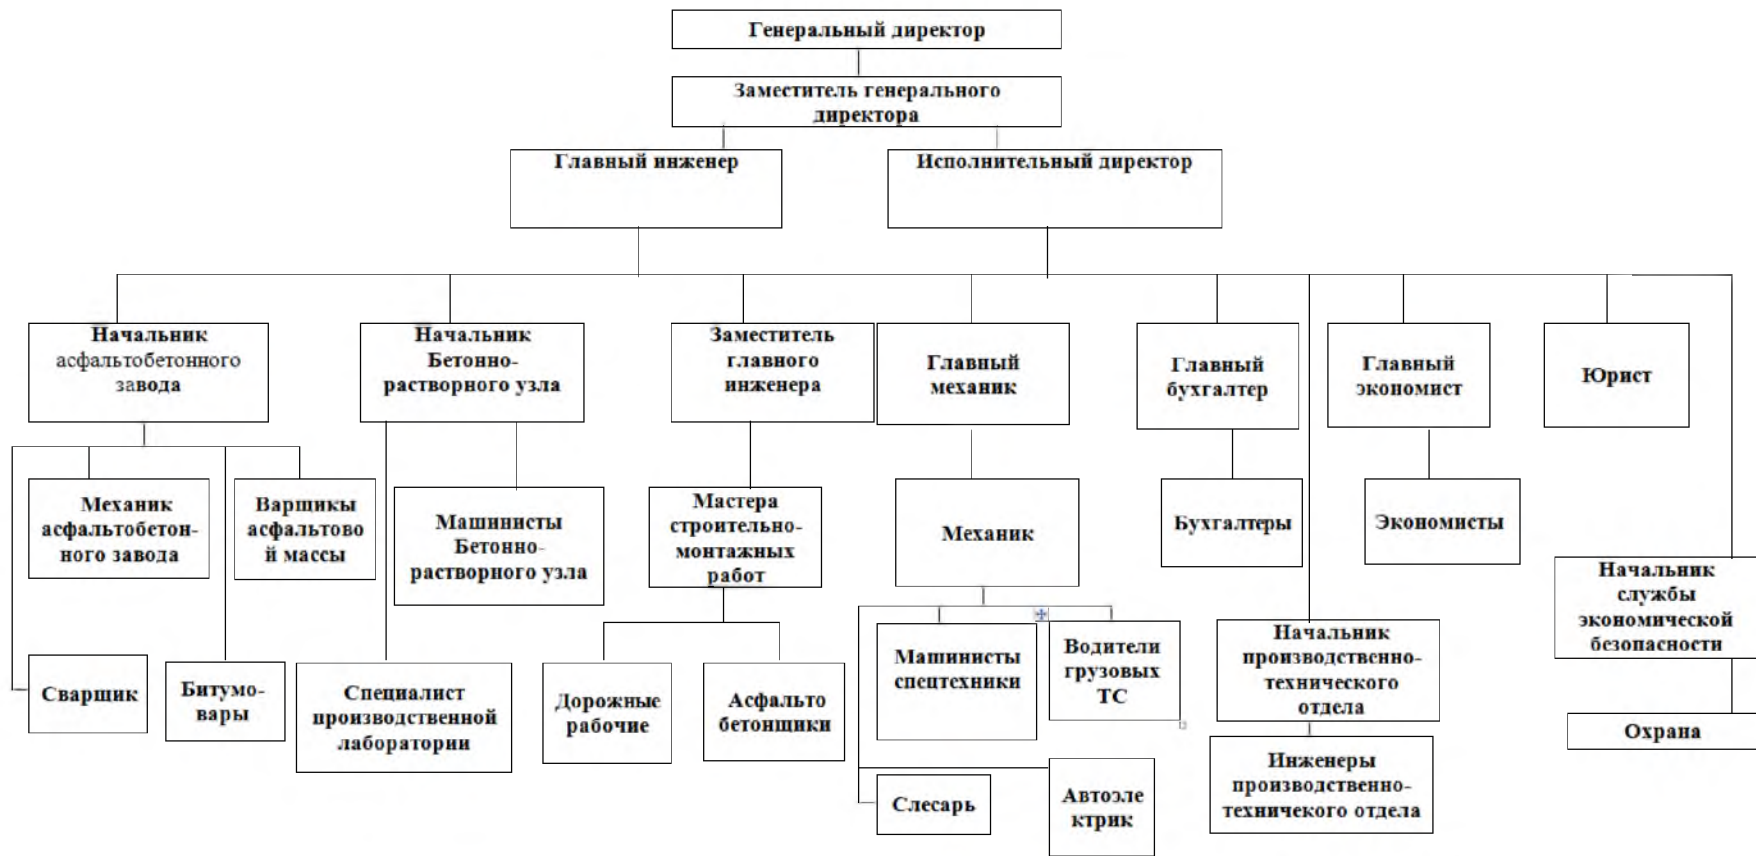 Генеральный директор
Заместитель генерального
директора
Главный инженер
Исполнительный директор
Начальник
асфальтобетонного
завода
Начальник
Бетонно-
растворного узла
Заместитель
главного
инженера
Главный
механик
Главный
бухгалтер
Главный
экономист
Юрист
Механик
асфальтобетон-
ного завода
Варщикы
асфальтово
й массы
Машинисты
Бетонно-
растворного узла
Мастера
строительно-
монтажных
работ
Механик
Бухгалтеры
Экономисты
Начальник
службы
экономической
безопасности
Сварщик
Битумо-
вары
Специалист
производственной
лаборатории
Дорожные
рабочие
Асфальто
бетонщики
Машинисты
спецтехники
Водители
грузовых
ТС
Начальник
производственно-
технического
отдела
Охрана
Слесарь
Автоэле
ктрик
Инженеры
производственно-
техничекого отдела